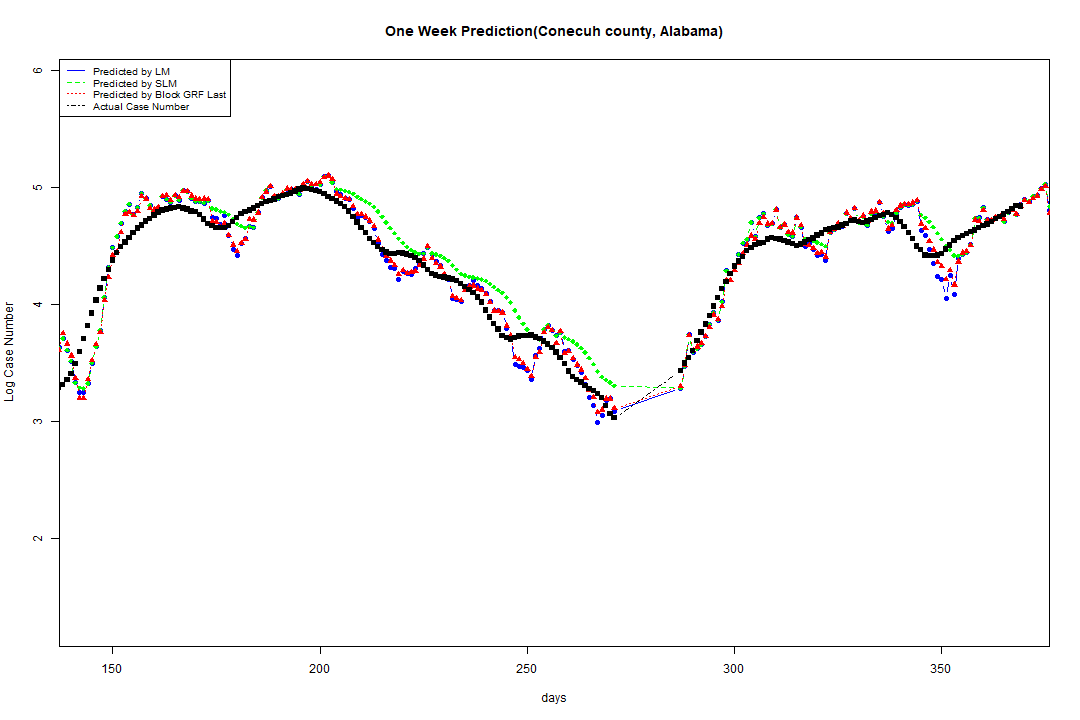 One Week Prediction(Conecuh county, Alabama)
Predicted by LM
Predicted by SLM
Predicted by Block GRF Last
Actual Case Number
6
5
4
3
2
Log Case Number
150 200 250 300 350
days